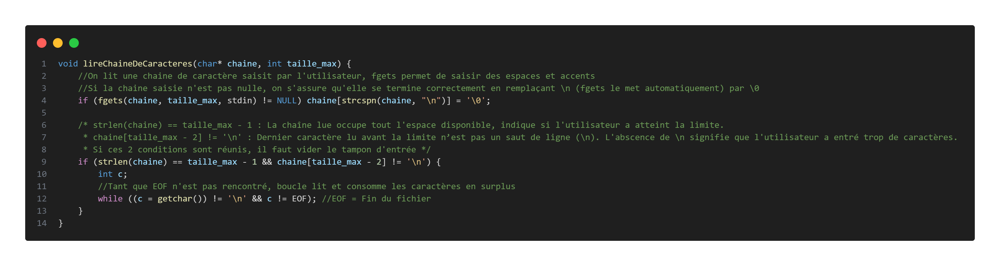 1 void lireChaineDeCaracteres(char* chaine, int taille_max) {
2 //On lit une chaine de caractère saisit par l'utilisateur, fgets permet de saisir des espaces et accents
3 //Si la chaine saisie n'est pas nulle, on s'assure qu'elle se termine correctement en remplaçant \n (fgets le met automatiquement) par \0
4 if (fgets(chaine, taille_max, stdin) != NULL) chaine[strcspn(chaine, "\n")] = '\0';
5
6 /* strlen(chaine) == taille_max - 1 : La chaîne lue occupe tout l'espace disponible, indique si l'utilisateur a atteint la limite.
7 * chaine[taille_max - 2] != '\n' : Dernier caractère lu avant la limite n’est pas un saut de ligne (\n). L'abscence de \n signifie que l'utilisateur a entré trop de caractères.
8 * Si ces 2 conditions sont réunis, il faut vider le tampon d'entrée */
9 if (strlen(chaine) == taille_max - 1 && chaine[taille_max - 2] != '\n') {
10 int c;
11 //Tant que EOF n'est pas rencontré, boucle lit et consomme les caractères en surplus
12 while ((c = getchar()) != '\n' && c != EOF); //EOF = Fin du fichier
13 }
14 }